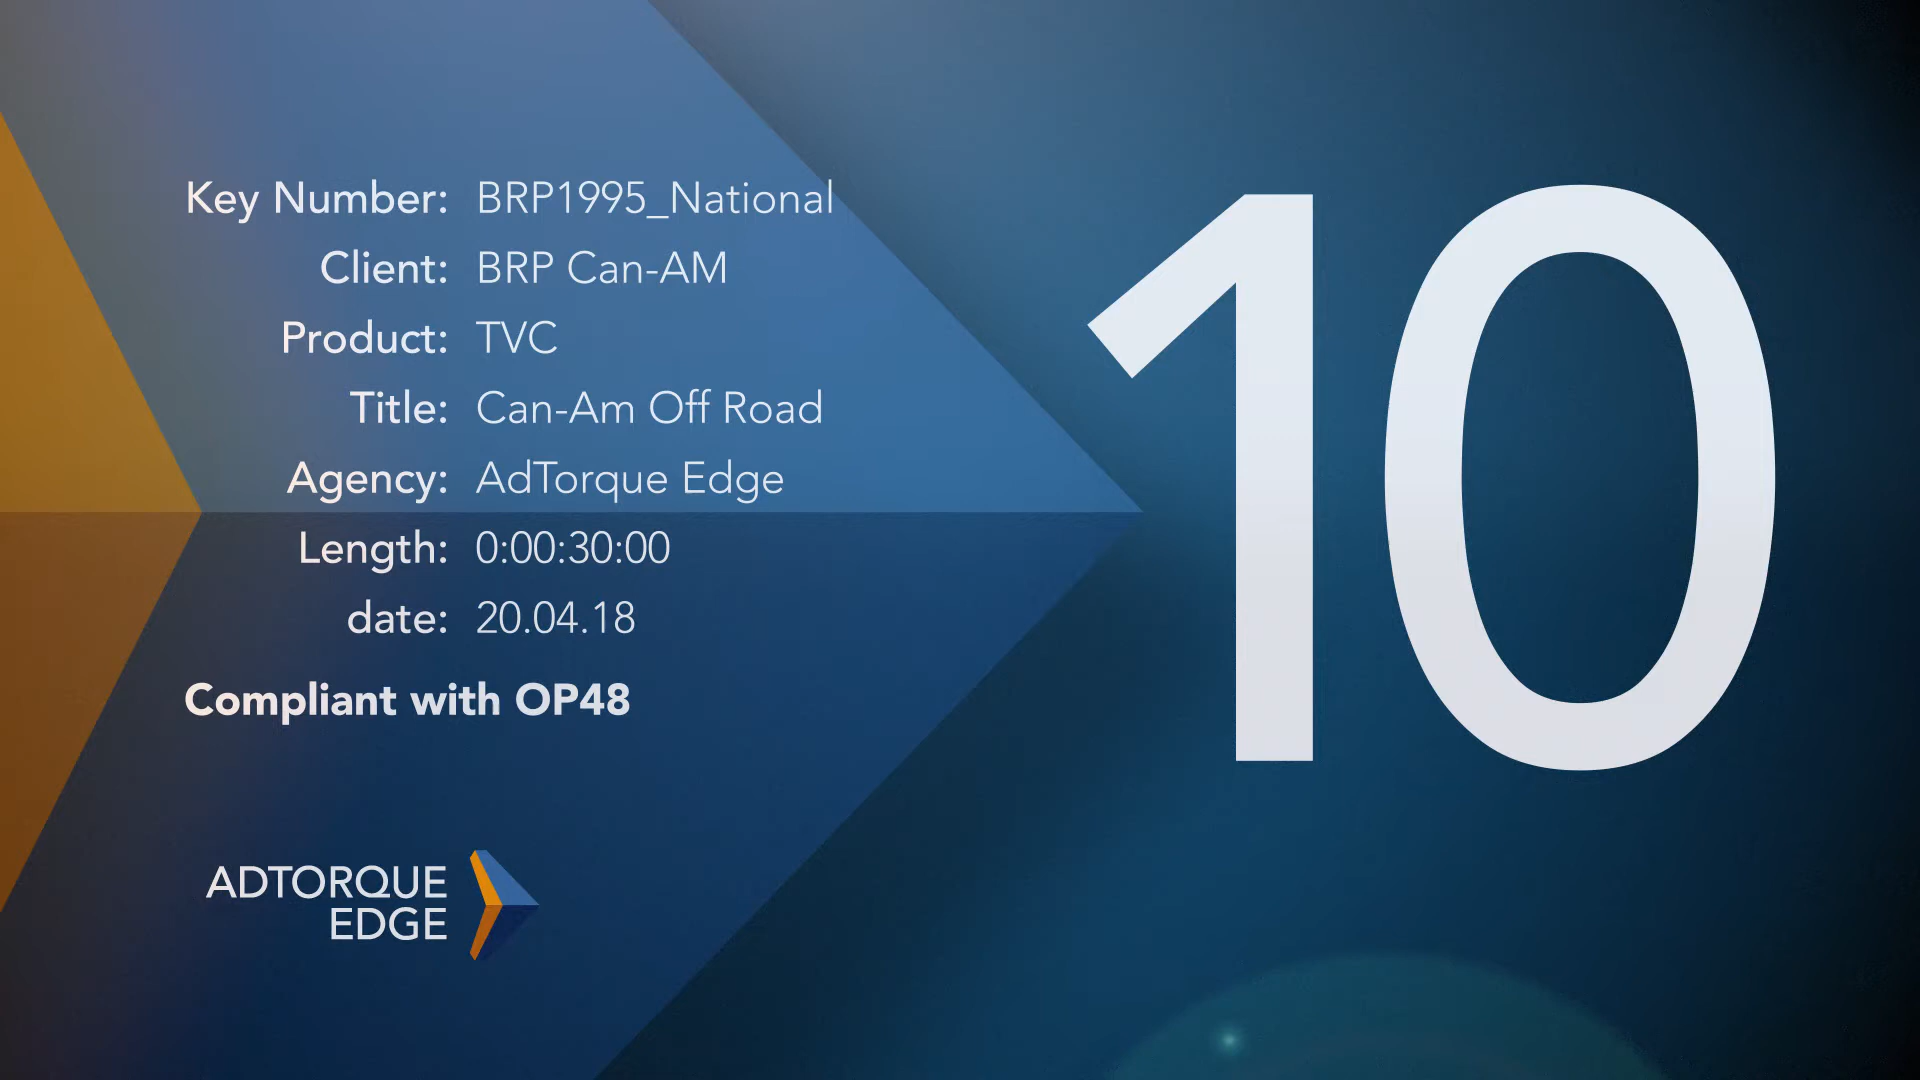 Key Number: BRP1995_National
Client: BRP Can-AM
Product: TVC
Title: Can-Am Off Road
Agency: AdTorque Edge
Length: 0:00:30:00
date: 20.04.18
Compliant with OP48
10
ADTORQUE
EDGE